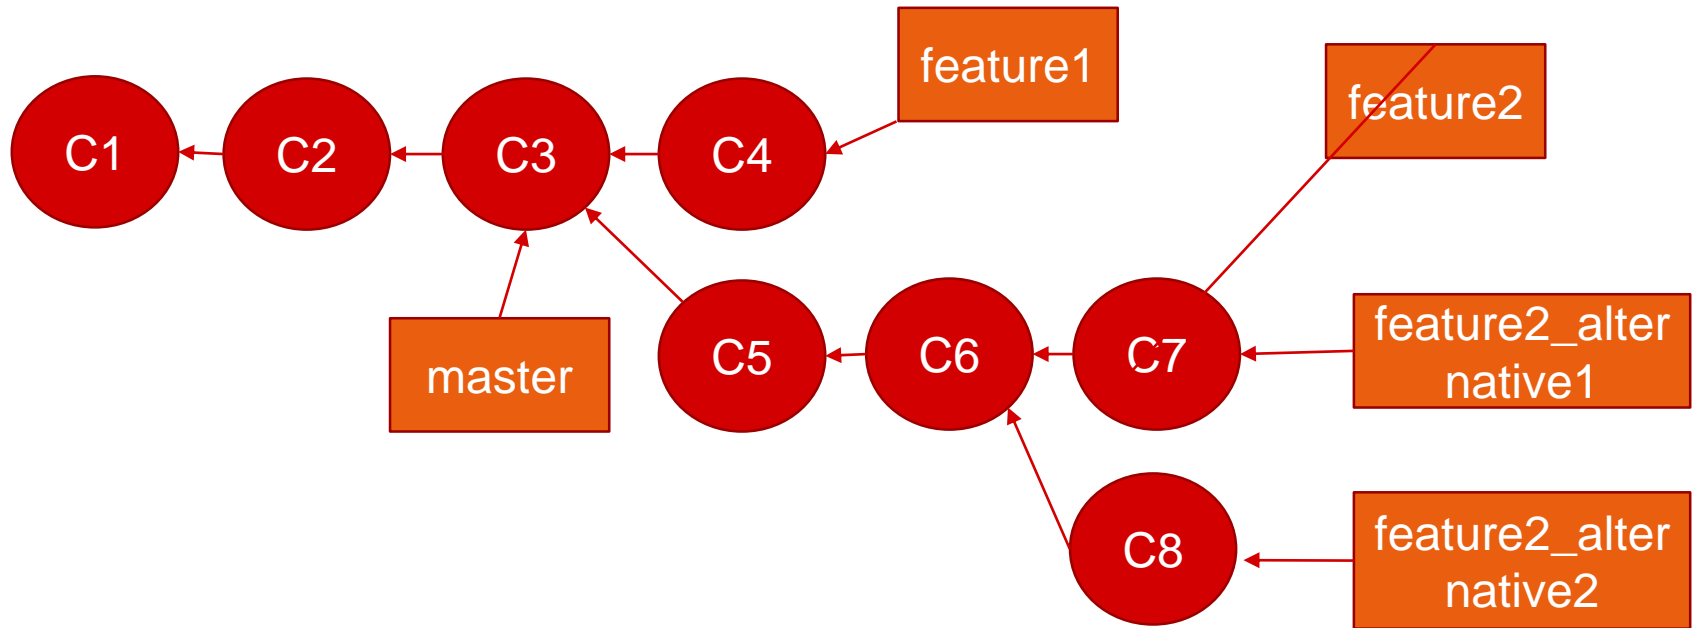 feature1
feature2
C1
C2
C3
C4
feature2_alter
native1
C5
C6
C7
master
feature2_alter
native2
C8